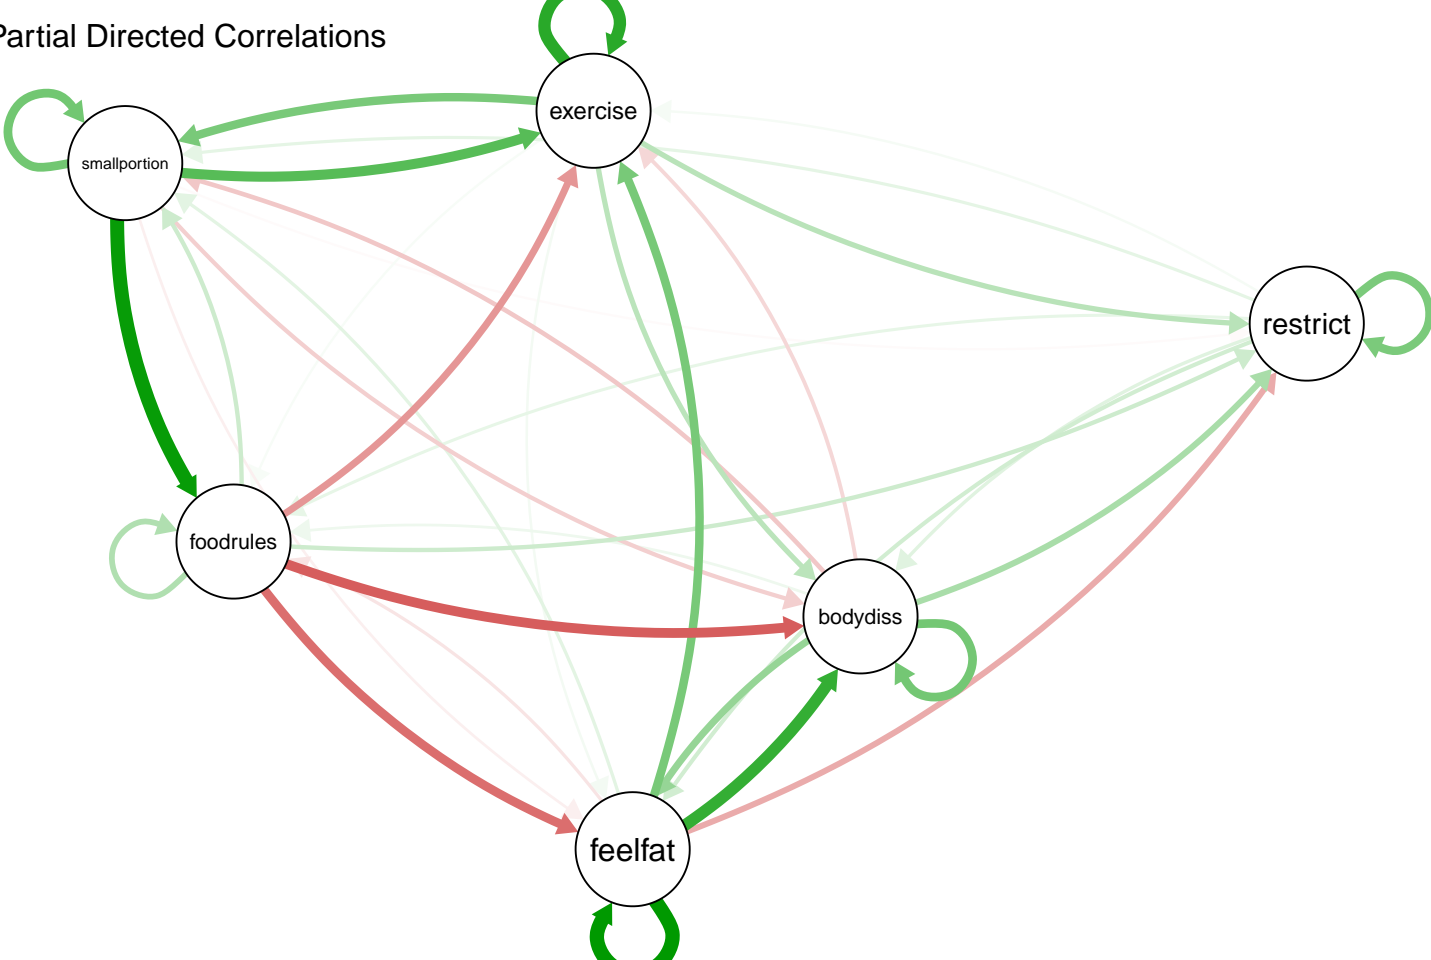 Partial Directed Correlations
exercise
smallportion
restrict
foodrules
bodydiss
feelfat